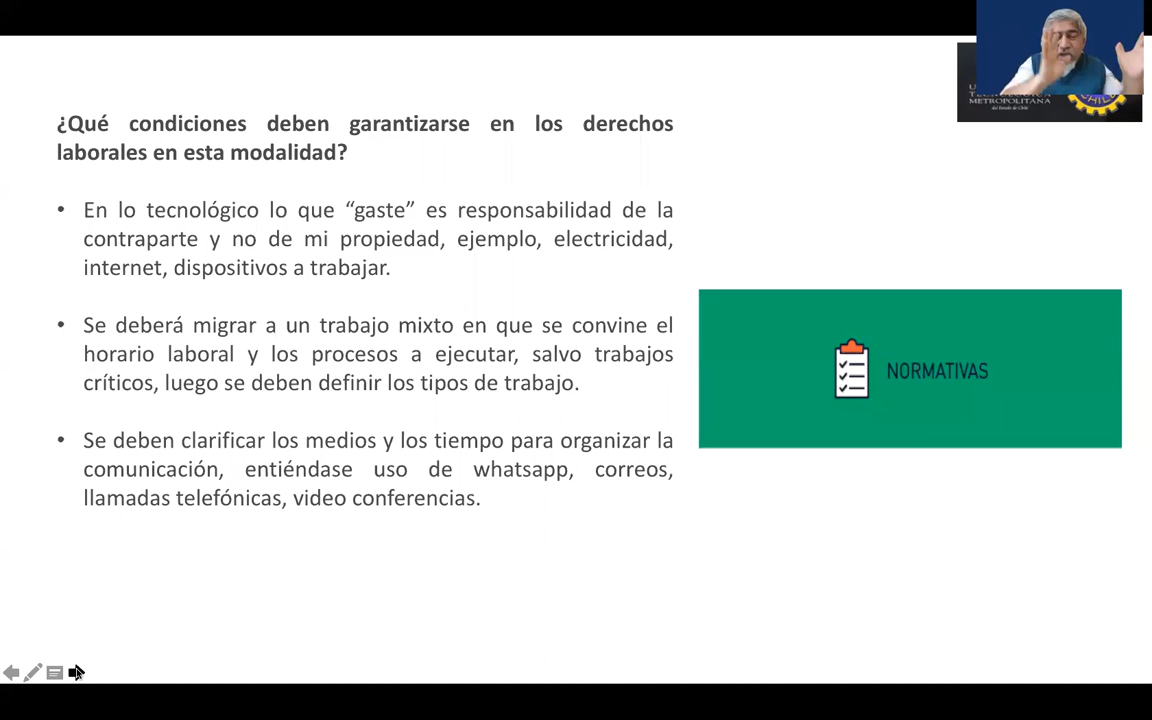 ¿Qué condiciones deben garantizarse en los derechos
laborales en esta modalidad?
• En lo tecnológico lo que “gaste” es responsabilidad de la
contraparte y no de mi propiedad, ejemplo, electricidad,
internet, dispositivos a trabajar.
• Se deberá migrar a un trabajo mixto en que se convine el
horario laboral y los procesos a ejecutar, salvo trabajos
críticos, luego se deben definir los tipos de trabajo.
• Se deben clarificar los medios y los tiempo para organizar la
comunicación, entiéndase uso de whatsapp, correos,
llamadas telefónicas, video conferencias.
METROPOLITANA
del Estado de Chile
NORMATIVAS